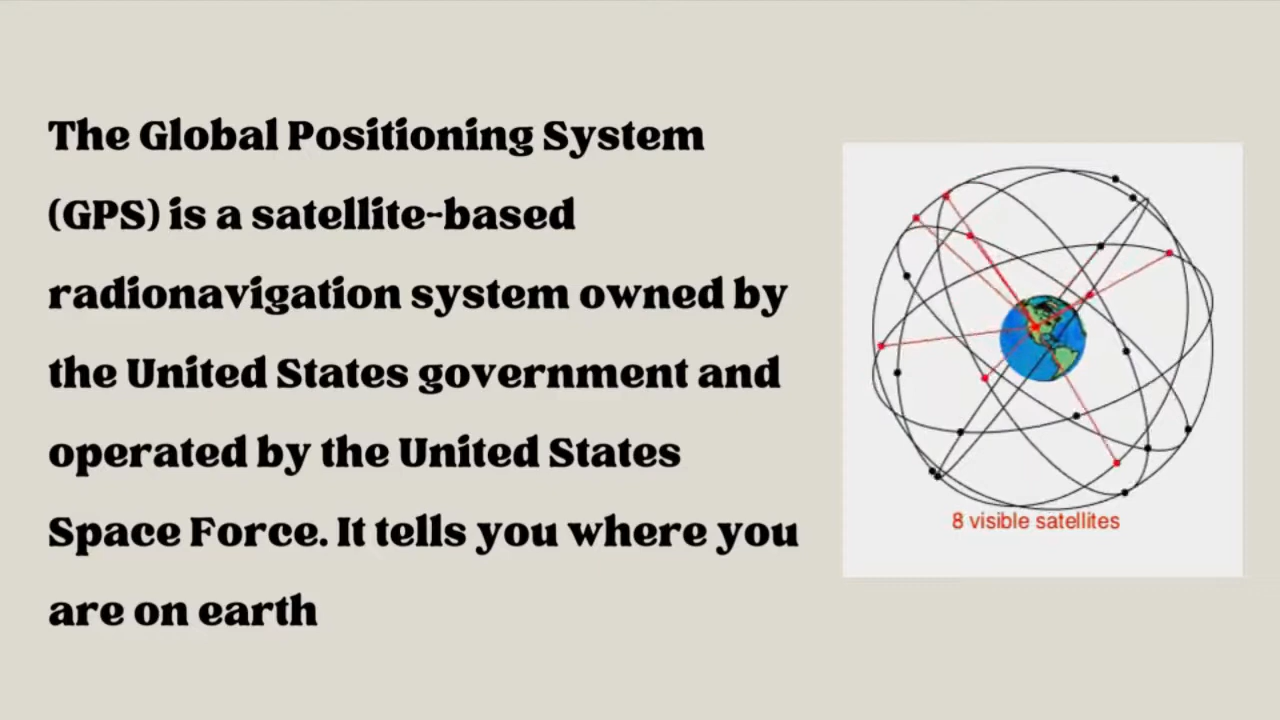 The Global Positioning System
(GPS) is a satellite-based
radionavigation system owned by
the United States government and
operated by the United States
Space Force. It tells you where you
are on earth
8 visible satellites